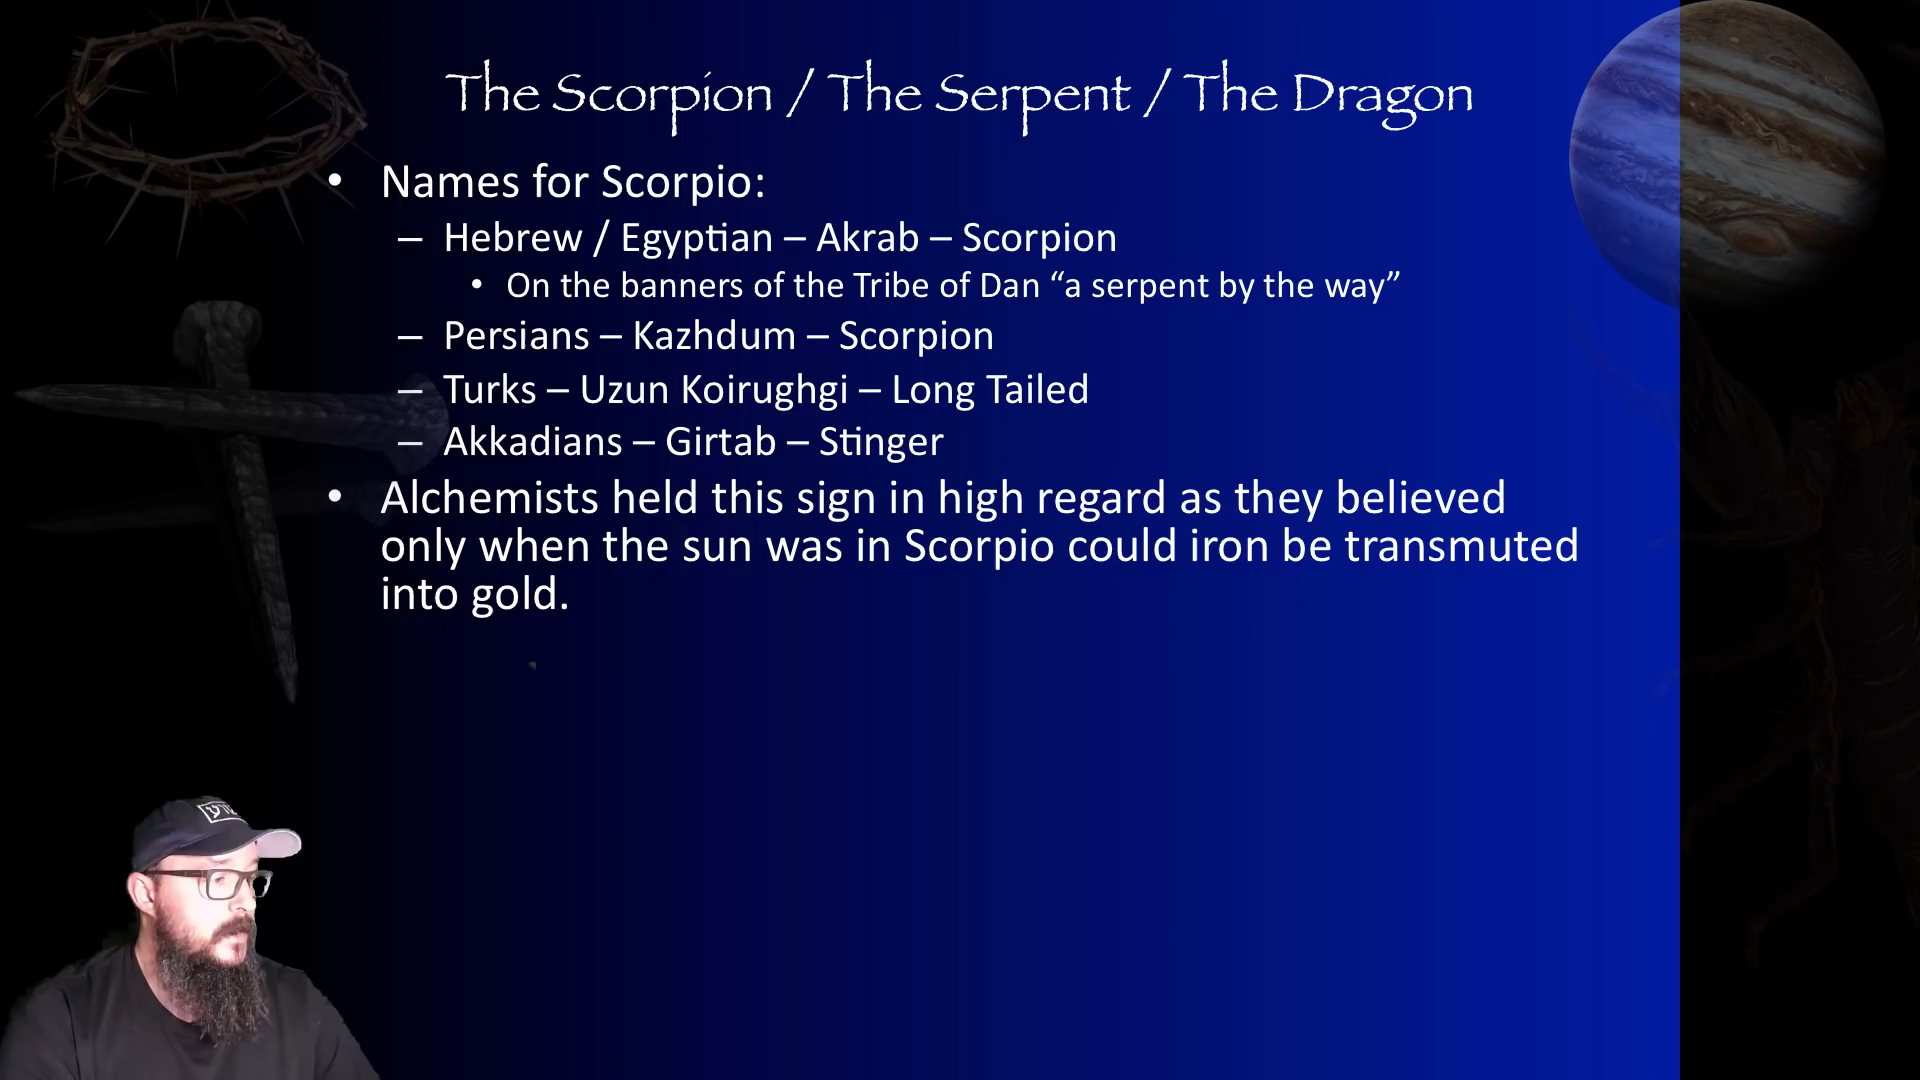 The Scorpion / The Serpent / The Dragon
• Names for Scorpio:
– Hebrew / Egyptian – Akrab – Scorpion
• On the banners of the Tribe of Dan “a serpent by the way”
– Persians – Kazhdum – Scorpion
– Turks – Uzun Koirughgi – Long Tailed
– Akkadians – Girtab – Stinger
• Alchemists held this sign in high regard as they believed
only when the sun was in Scorpio could iron be transmuted
into gold.